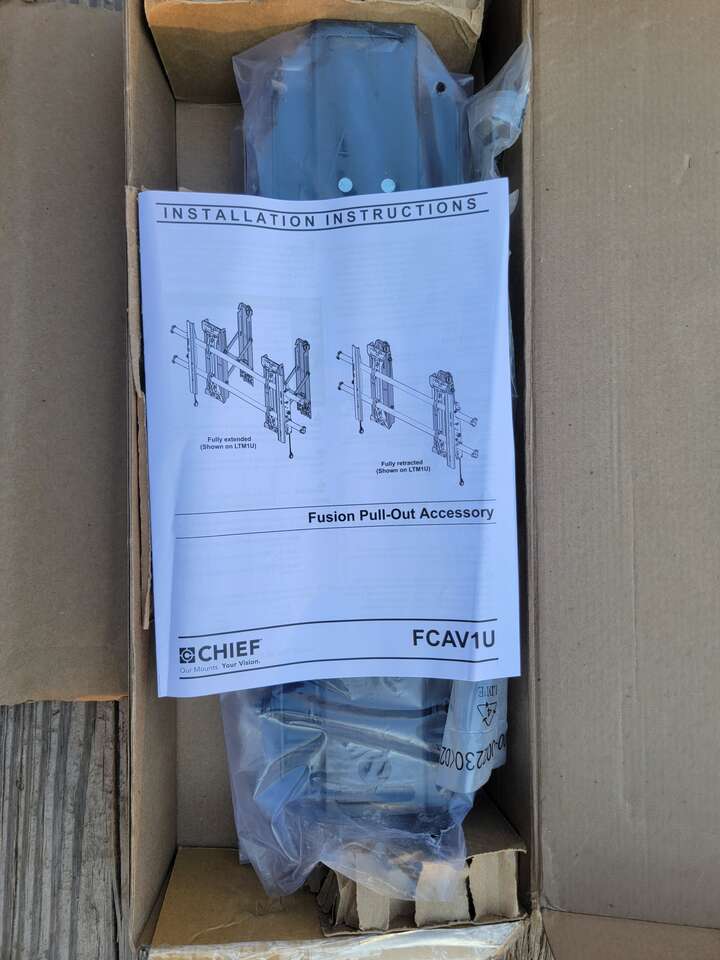 INSTALLATION INSTRUCTIONS
Fully extended
(Shown on LTM1U)
Fully retracted
(Shown on LTM1U)
Fusion Pull-Out Accessory
CHIEF
Our Mounts. Your Vision.
FCAV1U
4